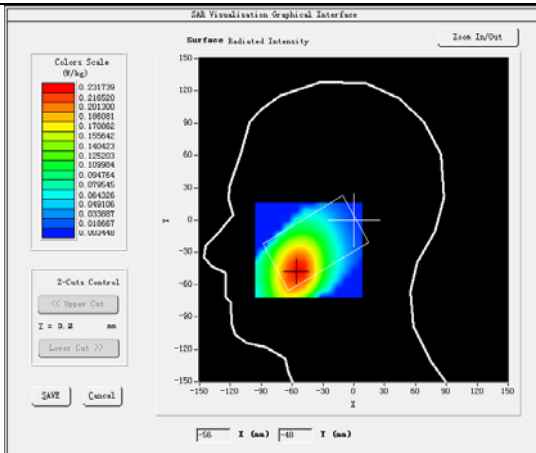 SAR Visualisation Graphical Interface
Surface Radiated Intensity
Zoom In/Out
Colors Scale
(W/kg)
0.231739
0.216520
0.201300
0.186081
0.170862
0.155642
0.140423
0.125203
0.109984
0.094764
0.079545
0.064326
0.049106
0.033887
0.018667
0.003448
Z-Cuts Control
<< Upper Cut
Z = 0.2 mm
Lower Cut >>
SAVE Cancel
150
120
90
60
30
0
-30
-60
-90
-120
-150
Y
-150 -120 -90 -60 -30 0 30 60 90 120 150
X
-56 X (mm) -48 Y (mm)